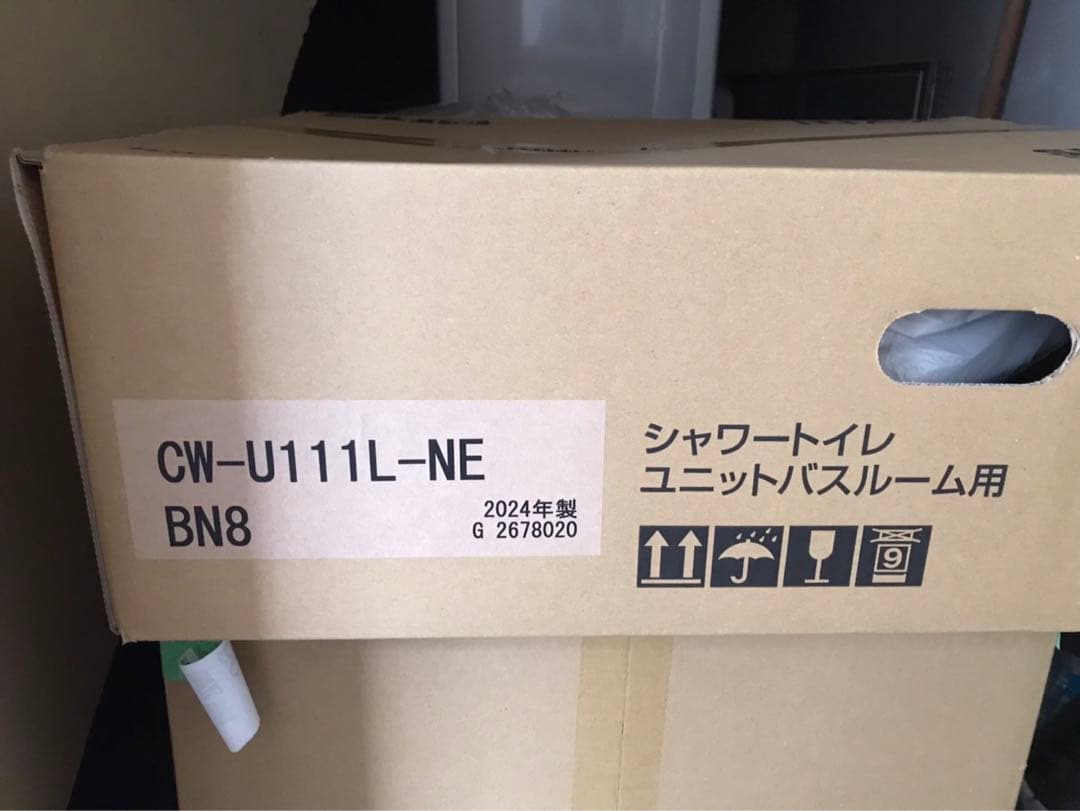 CW-U111L-NE
BN8
2024年製
G 2678020
シャワートイレ
ユニットバスルーム用
9